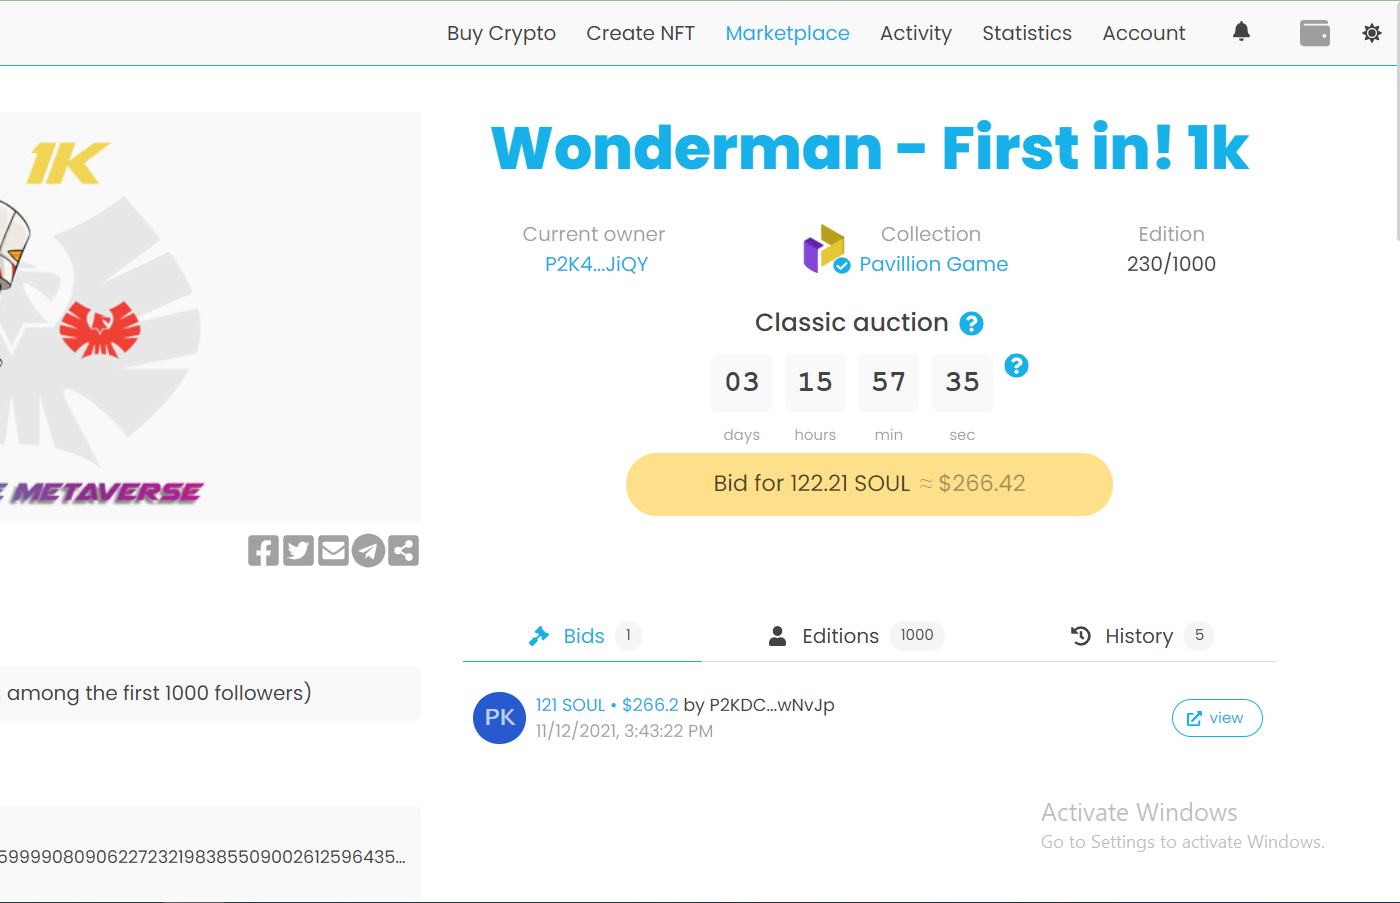 Buy Crypto Create NFT Marketplace Activity Statistics Account
1K
METAVERSE
among the first 1000 followers)
Wonderman - First in! 1k
Current owner
P2K4...JiQY
Collection
Pavillion Game
Edition
230/1000
Classic auction ?
03 15 57 35 ?
days hours min sec
Bid for 122.21 SOUL ≈ $266.42
Bids 1 Editions 1000 History 5
PK
121 SOUL • $266.2 by P2KDC...wNvJp
11/12/2021, 3:43:22 PM
view
Activate Windows
Go to Settings to activate Windows.